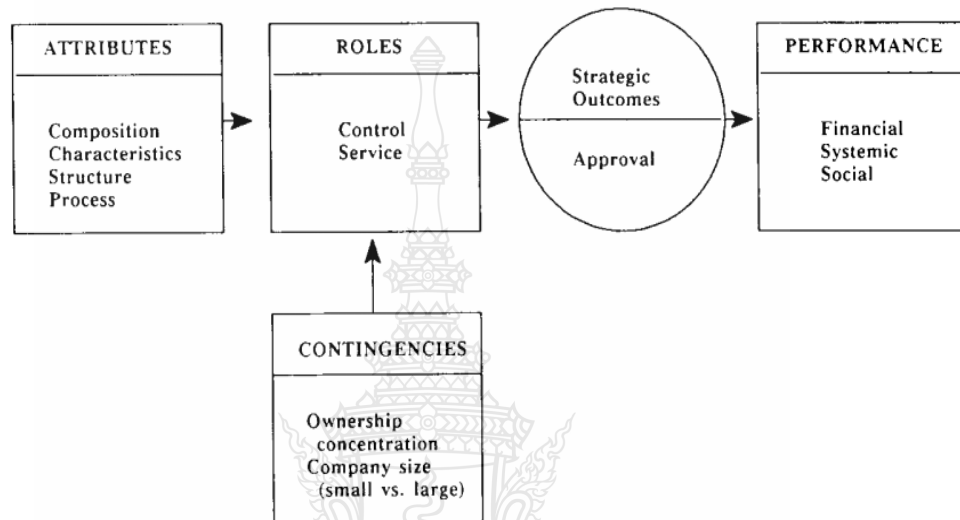 ATTRIBUTES
Composition
Characteristics
Structure
Process
ROLES
Control
Service
Strategic
Outcomes
Approval
PERFORMANCE
Financial
Systemic
Social
CONTINGENCIES
Ownership
concentration
Company size
(small vs. large)